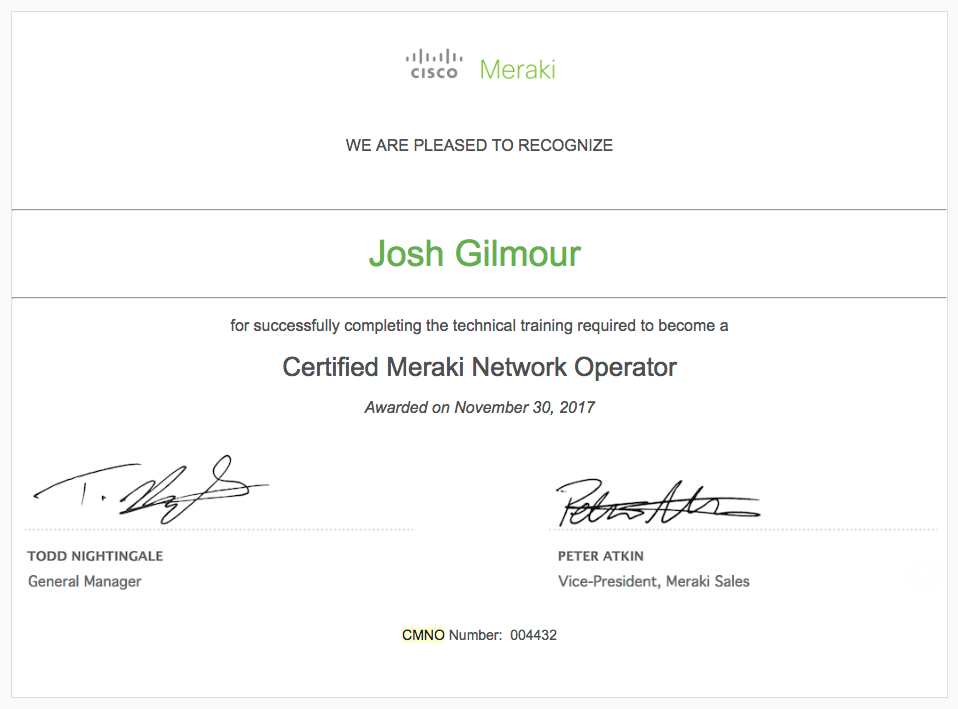 CISCO Meraki
WE ARE PLEASED TO RECOGNIZE
Josh Gilmour
for successfully completing the technical training required to become a
Certified Meraki Network Operator
Awarded on November 30, 2017
T. Nightingale
Peter Atkin
TODD NIGHTINGALE
PETER ATKIN
General Manager
Vice-President, Meraki Sales
CMNO Number: 004432